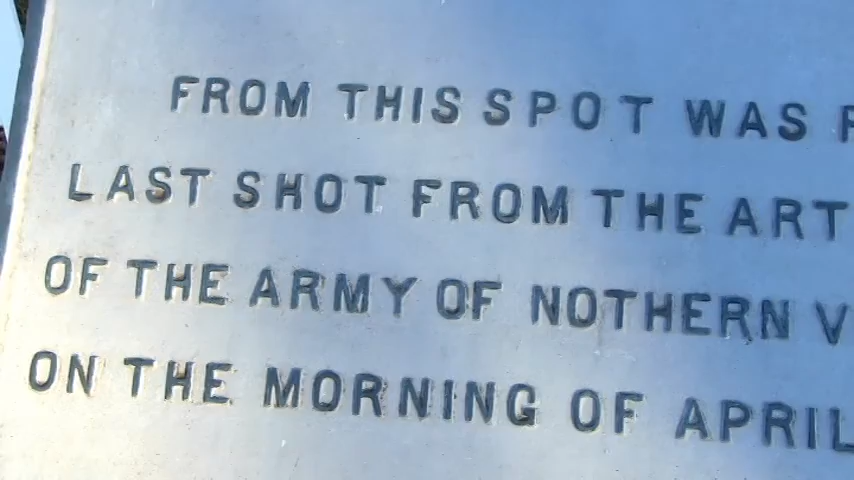 FROM THIS SPOT WAS F
LAST SHOT FROM THE ART
OF THE ARMY OF NOTHERN V
ON THE MORNING OF APRIL